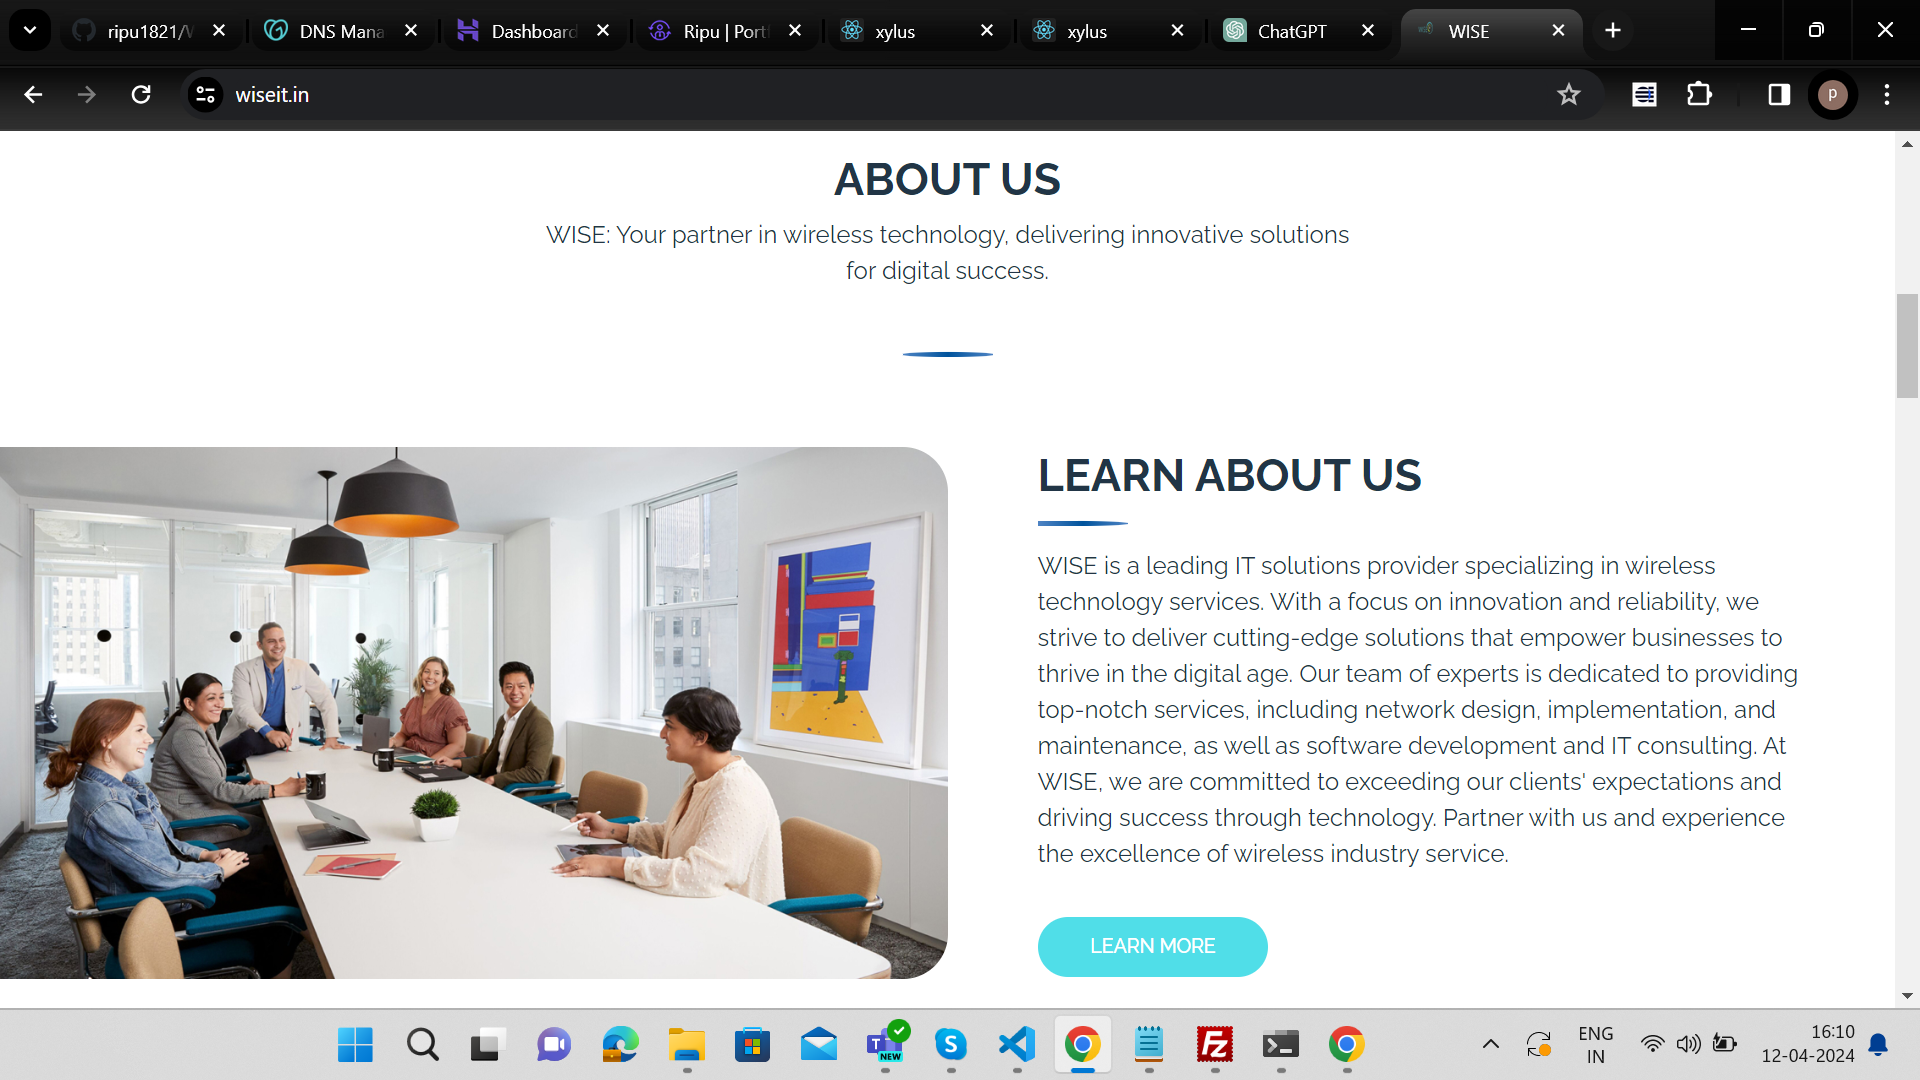 ripu1821/
DNS Mana
Dashboard
Ripu | Port
xylus
xylus
ChatGPT
WISE
wiseit.in
p
ABOUT US
WISE: Your partner in wireless technology, delivering innovative solutions
for digital success.
LEARN ABOUT US
WISE is a leading IT solutions provider specializing in wireless
technology services. With a focus on innovation and reliability, we
strive to deliver cutting-edge solutions that empower businesses to
thrive in the digital age. Our team of experts is dedicated to providing
top-notch services, including network design, implementation, and
maintenance, as well as software development and IT consulting. At
WISE, we are committed to exceeding our clients' expectations and
driving success through technology. Partner with us and experience
the excellence of wireless industry service.
LEARN MORE
T
NEW
S
Fz
ENG
IN
16:10
12-04-2024